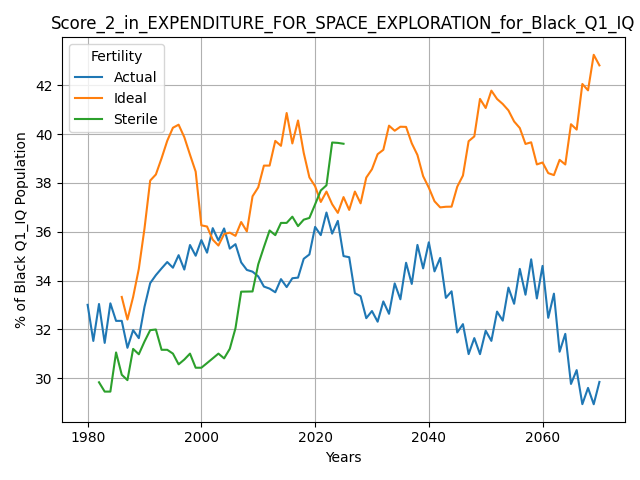 Score_2_in_EXPENDITURE_FOR_SPACE_EXPLORATION_for_Black_Q1_IQ
Fertility
Actual
Ideal
Sterile
% of Black Q1_IQ Population
42
40
38
36
34
32
30
1980
2000
2020
2040
2060
Years